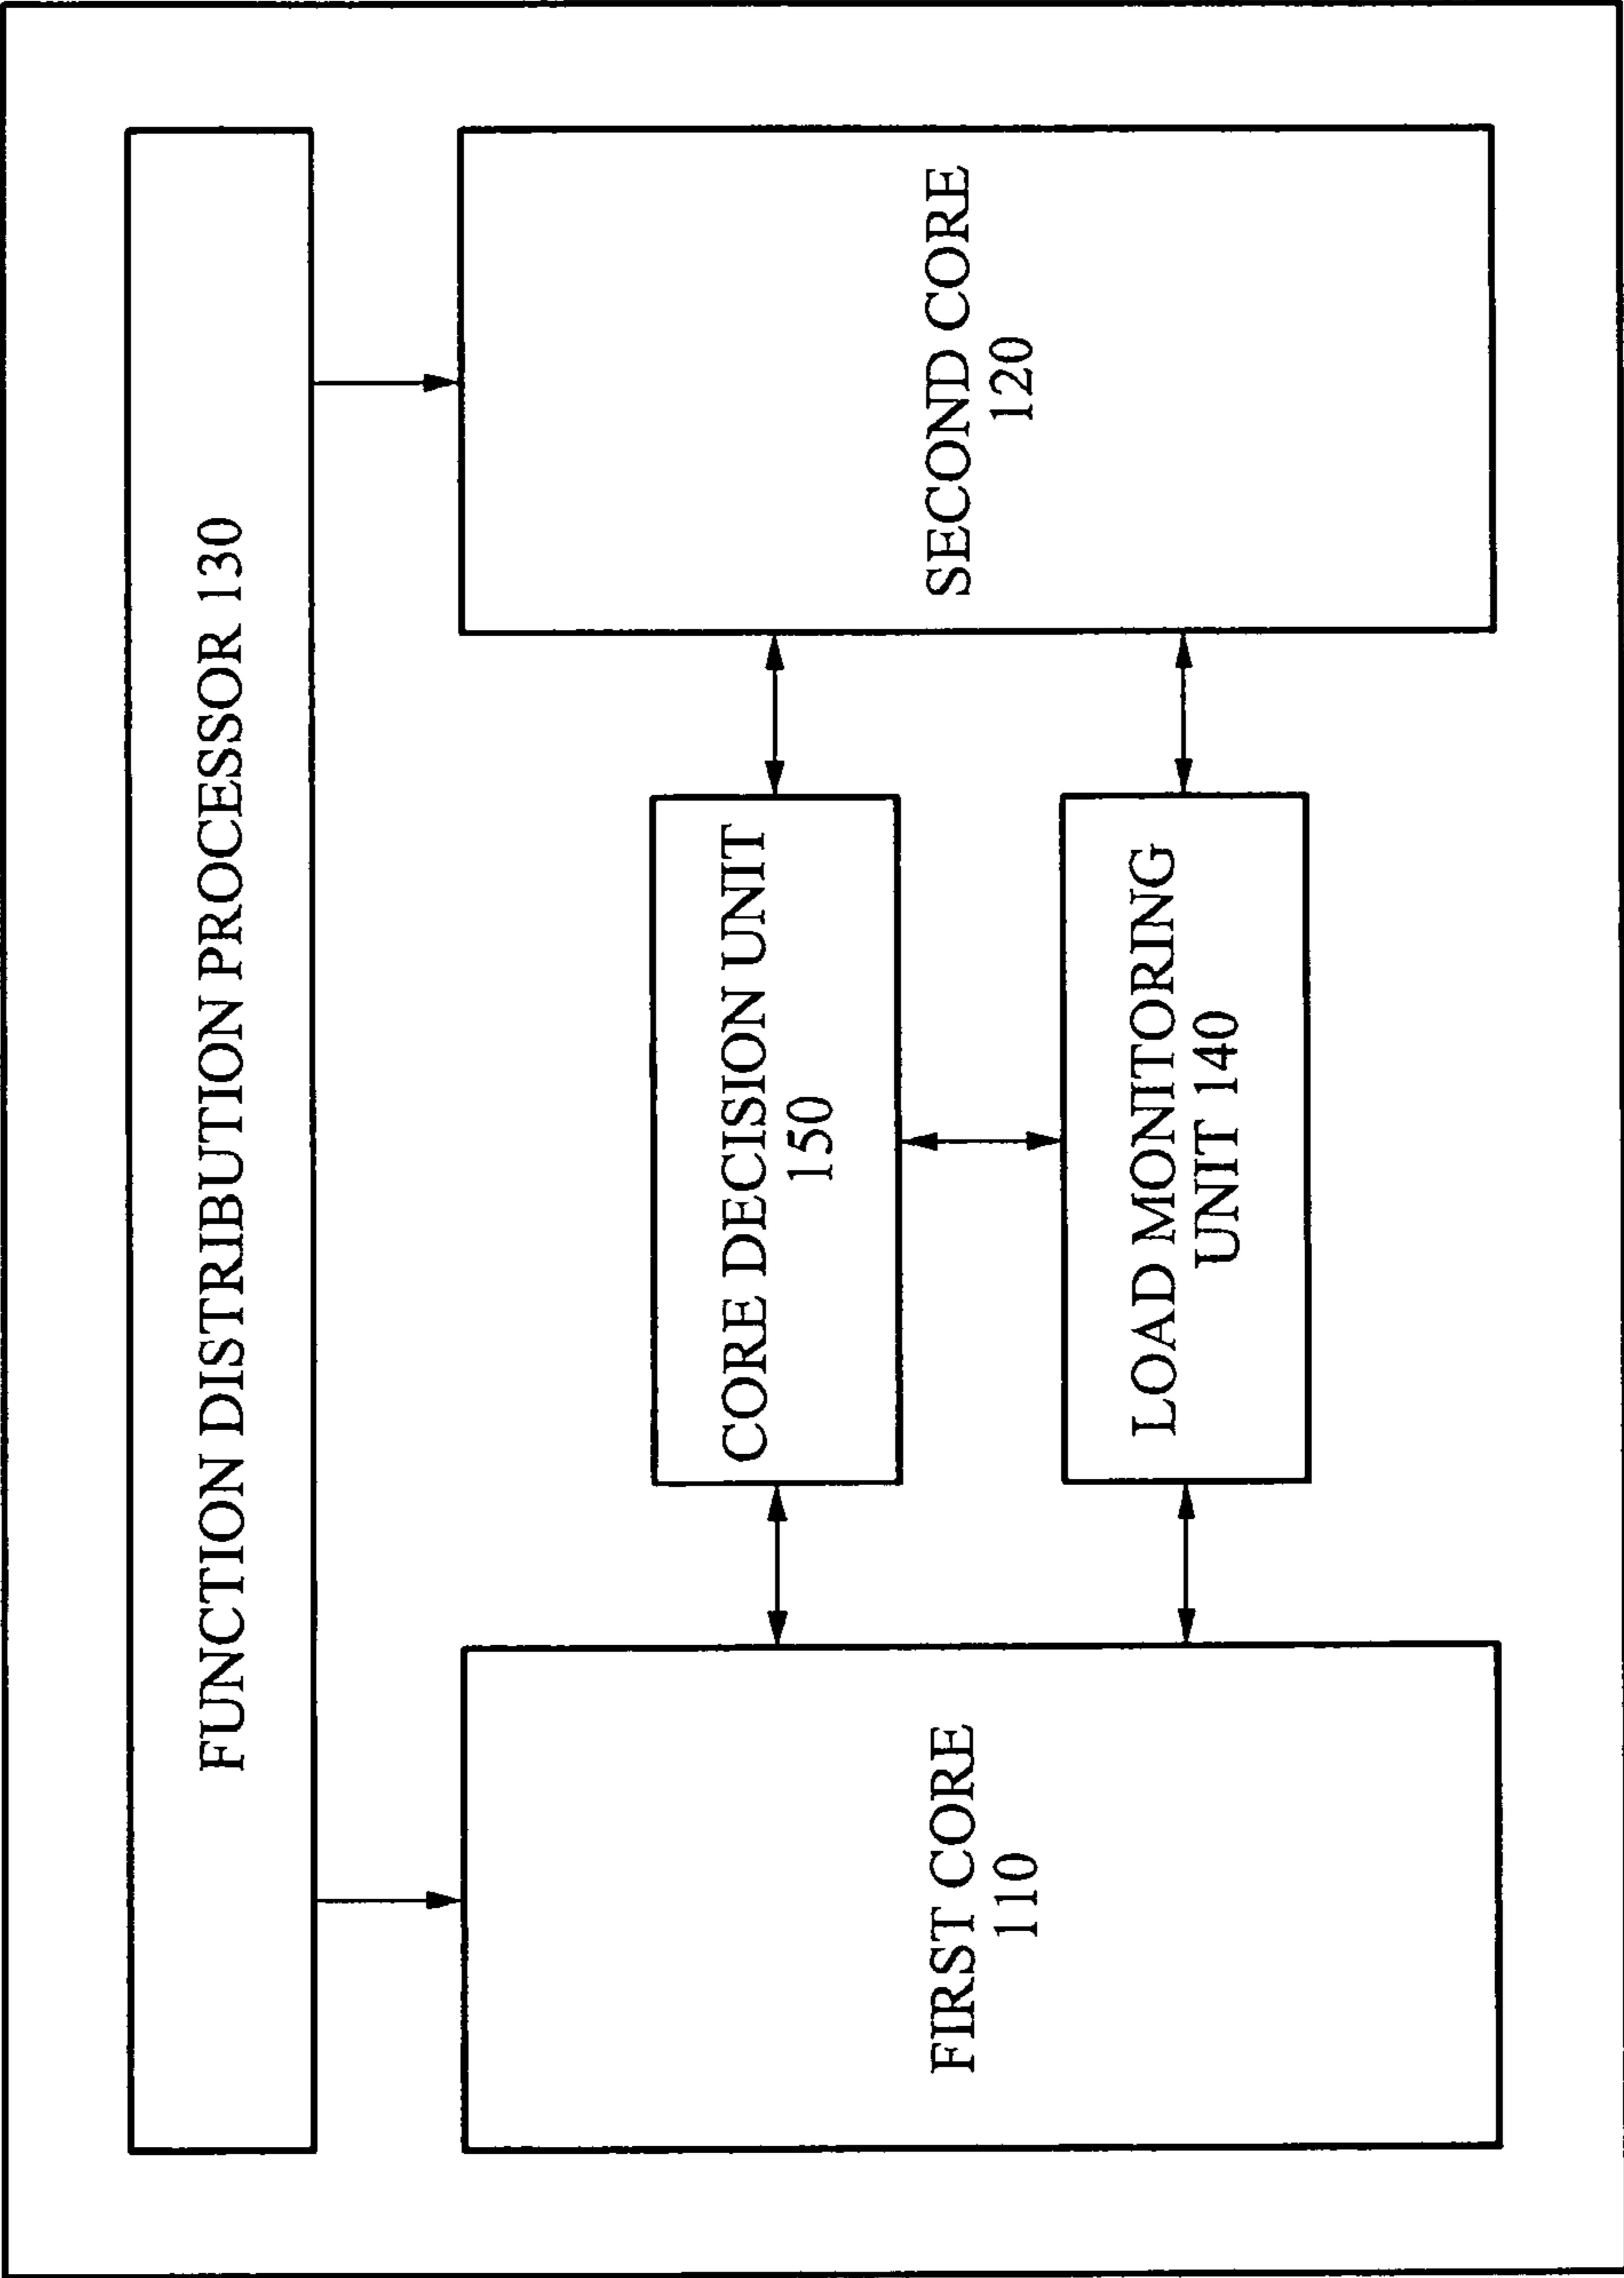 FUNCTION DISTRIBUTION PROCESSOR 130
FIRST CORE
110
CORE DECISION UNIT
150
LOAD MONITORING
UNIT 140
SECOND CORE
120